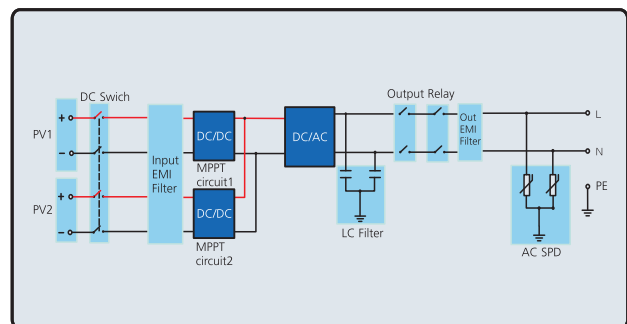 DC Swich
PV1
+
−
PV2
+
−
Input
EMI
Filter
DC/DC
MPPT
circuit1
DC/DC
MPPT
circuit2
DC/AC
LC Filter
Output Relay
Out
EMI
Filter
L
N
PE
AC SPD